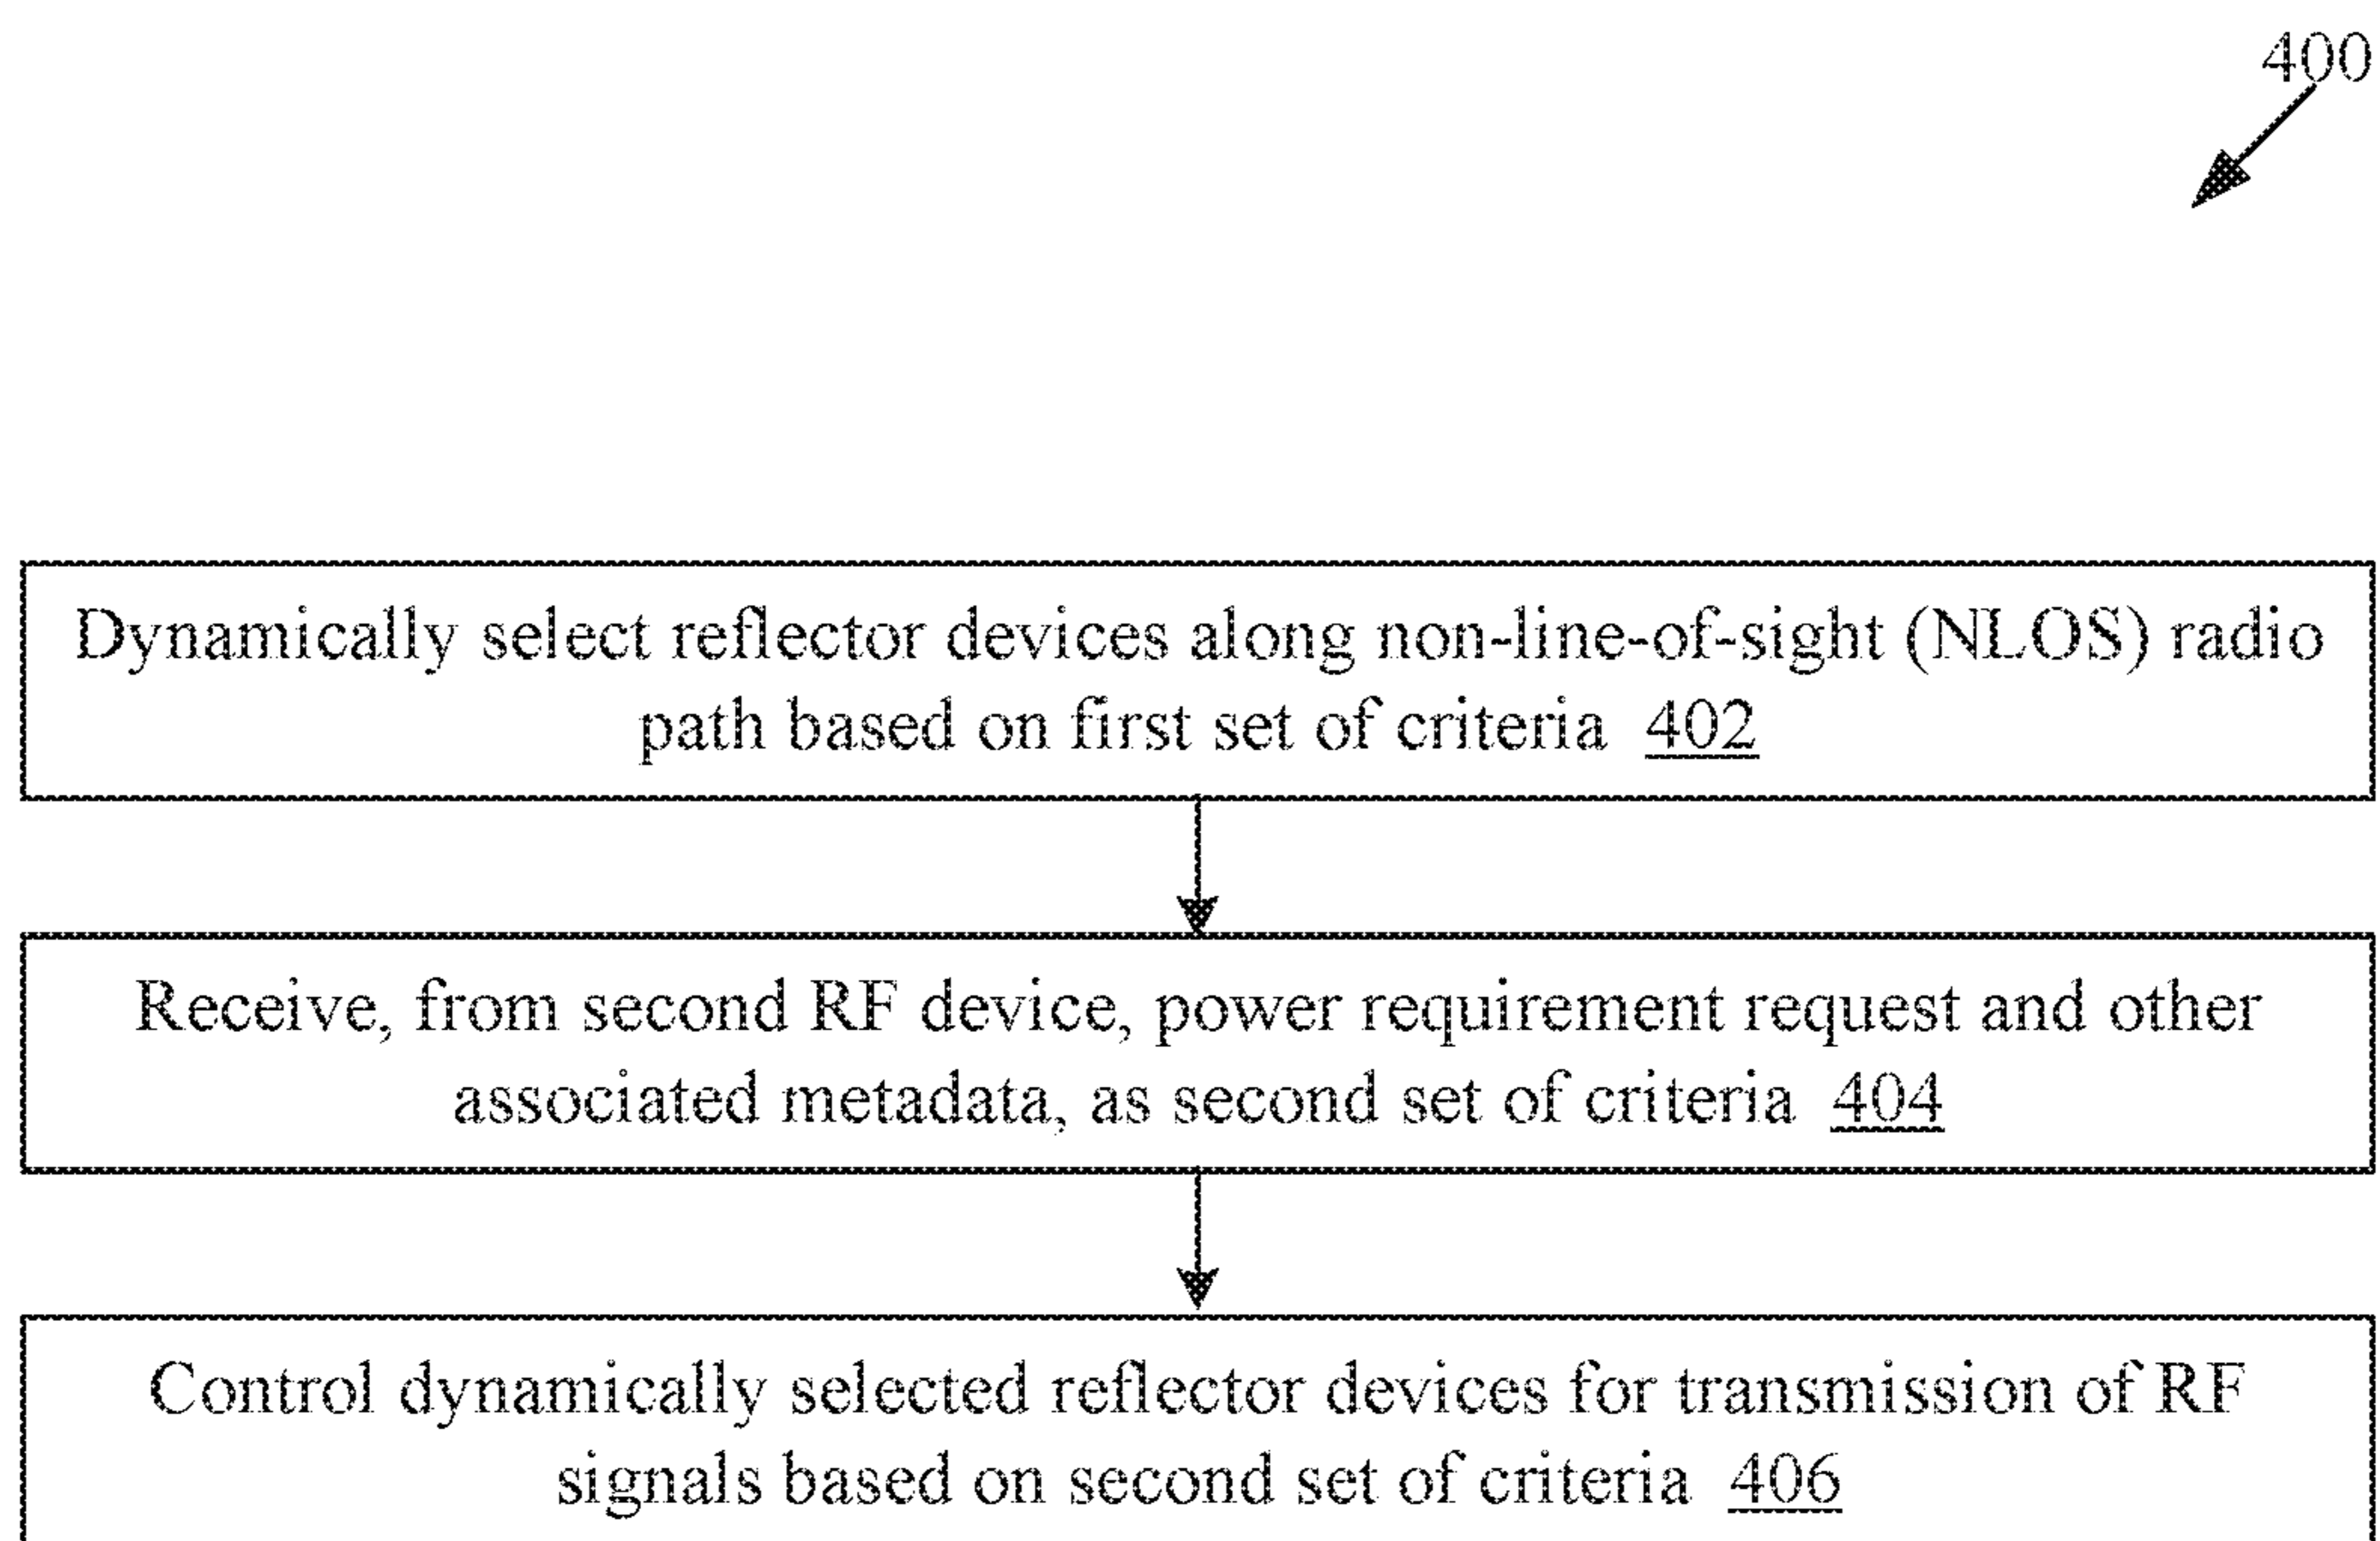 400
Dynamically select reflector devices along non-line-of-sight (NLOS) radio
path based on first set of criteria 402
Receive, from second RF device, power requirement request and other
associated metadata, as second set of criteria 404
Control dynamically selected reflector devices for transmission of RF
signals based on second set of criteria 406